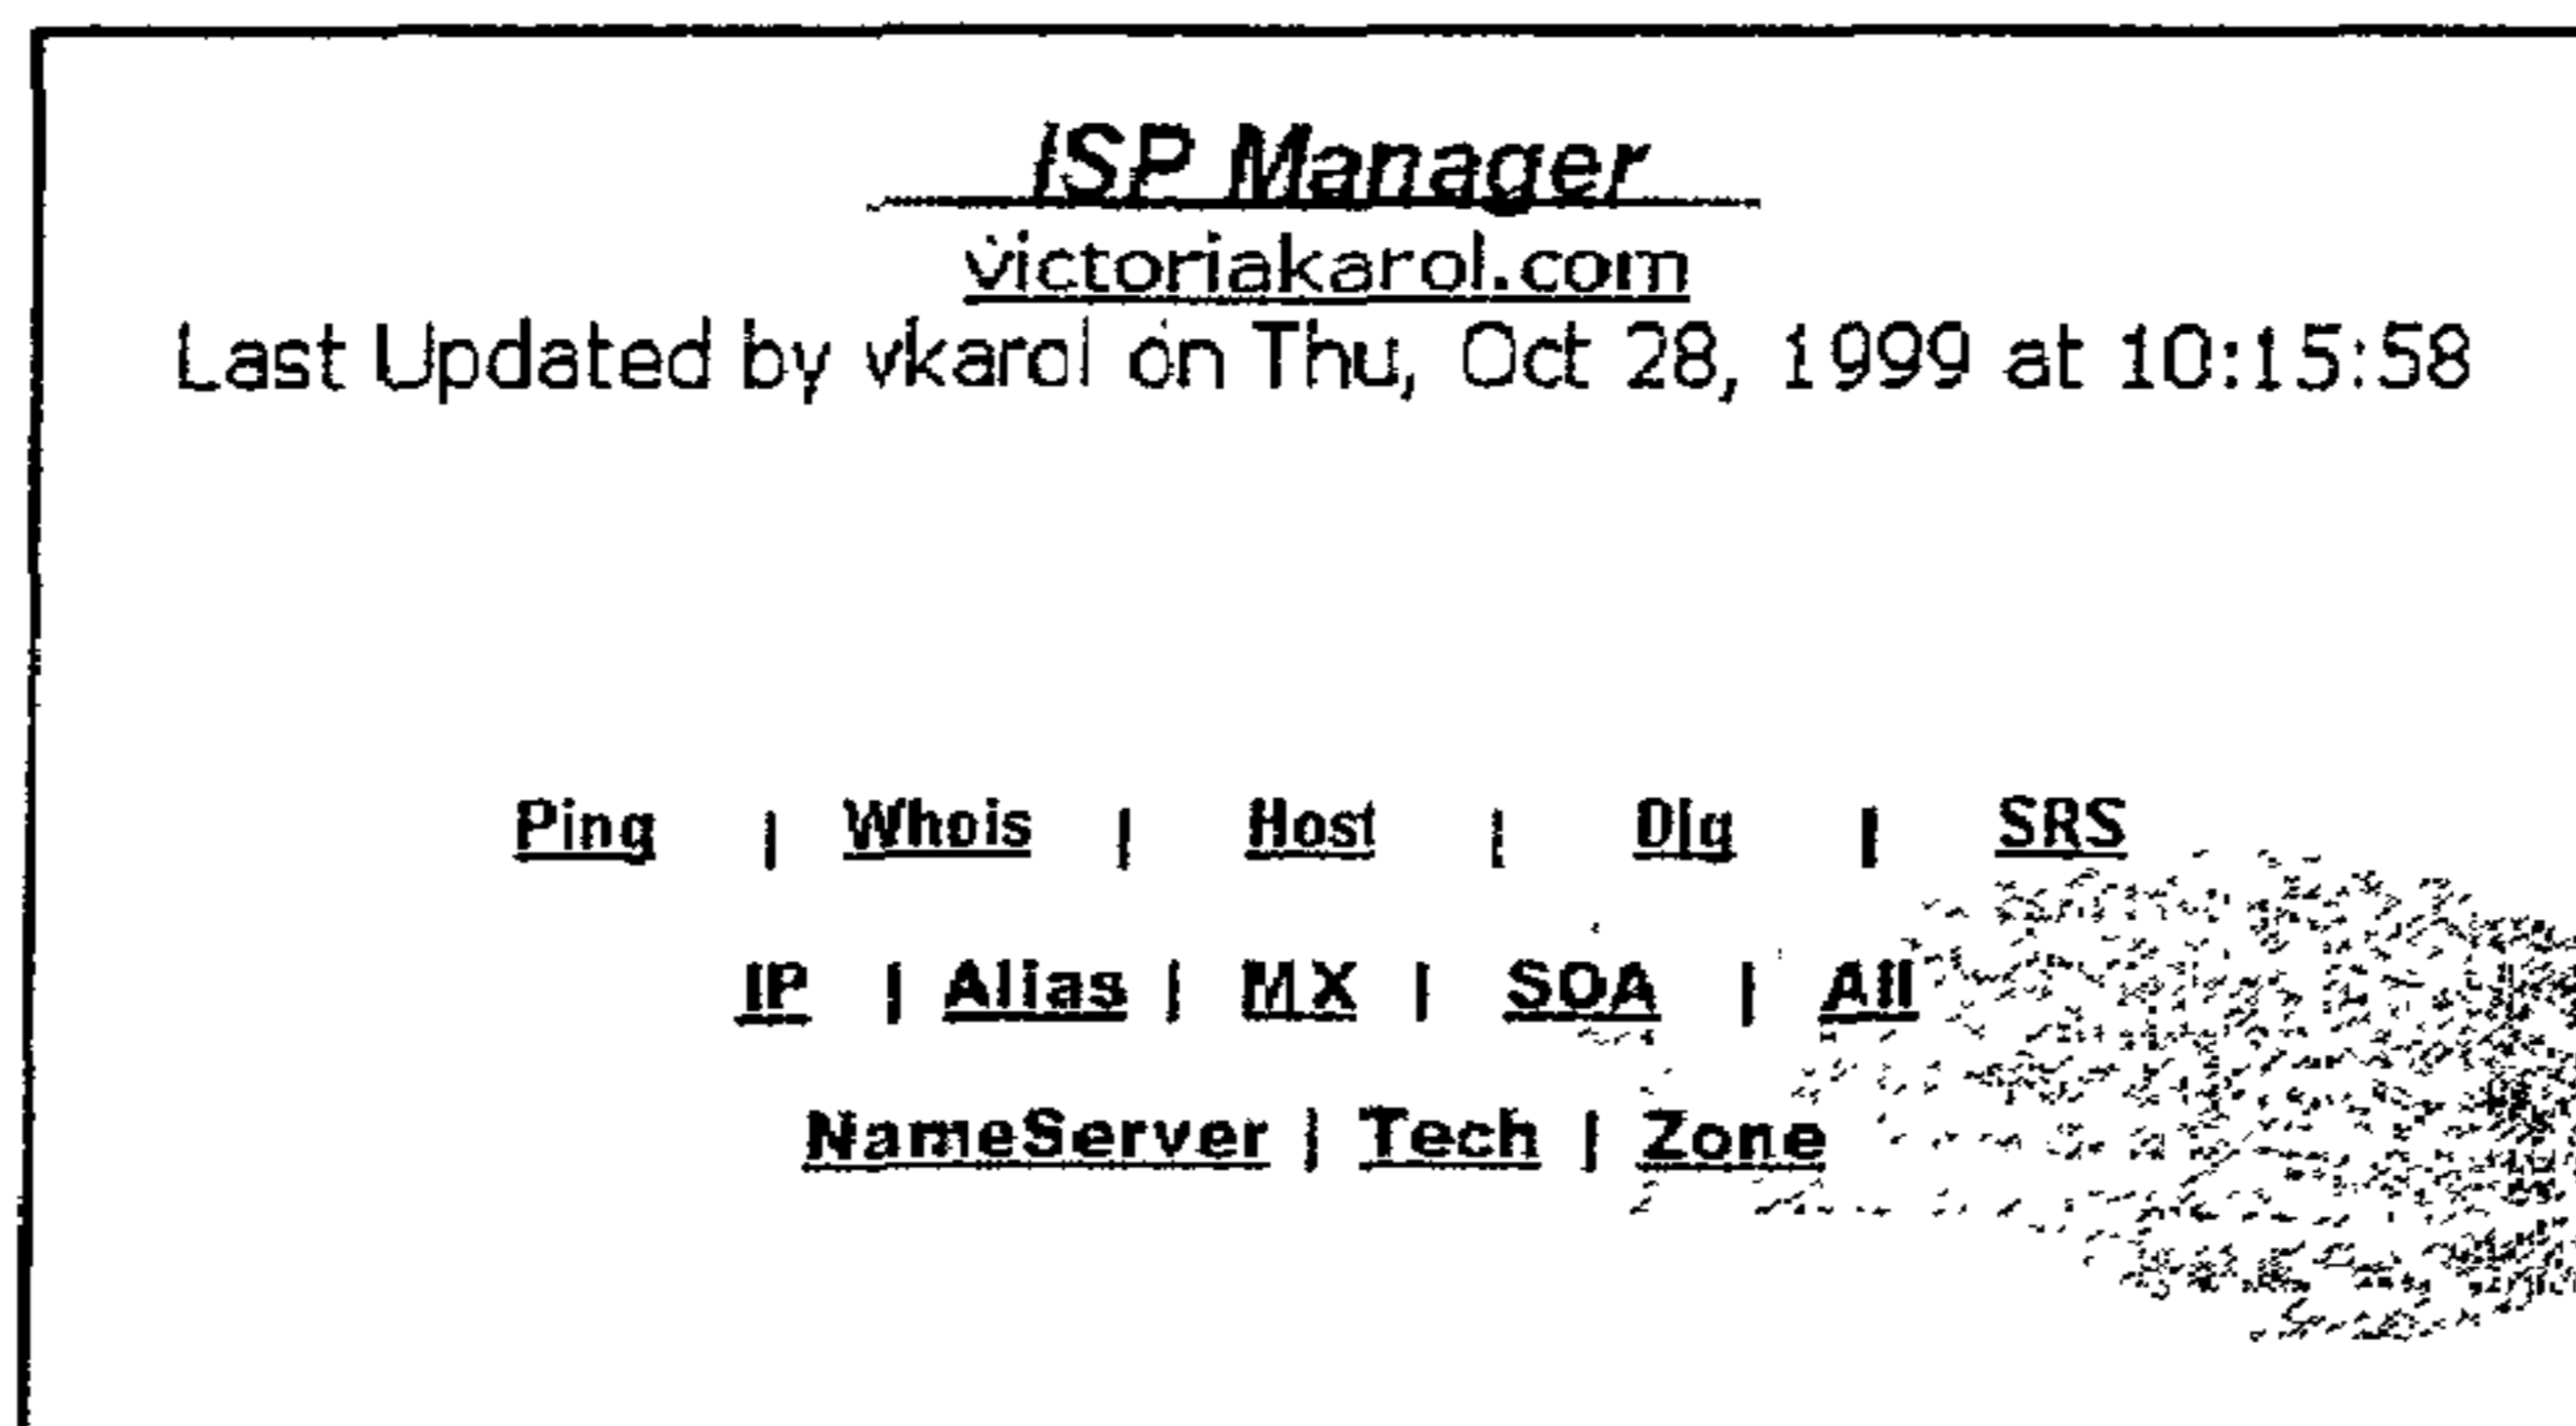 ISP Manager
victoriakarol.com
Last Updated by vkarol on Thu, Oct 28, 1999 at 10:15:58
Ping | Whois | Host | Dig | SRS
IP | Alias | MX | SOA | All
NameServer | Tech | Zone